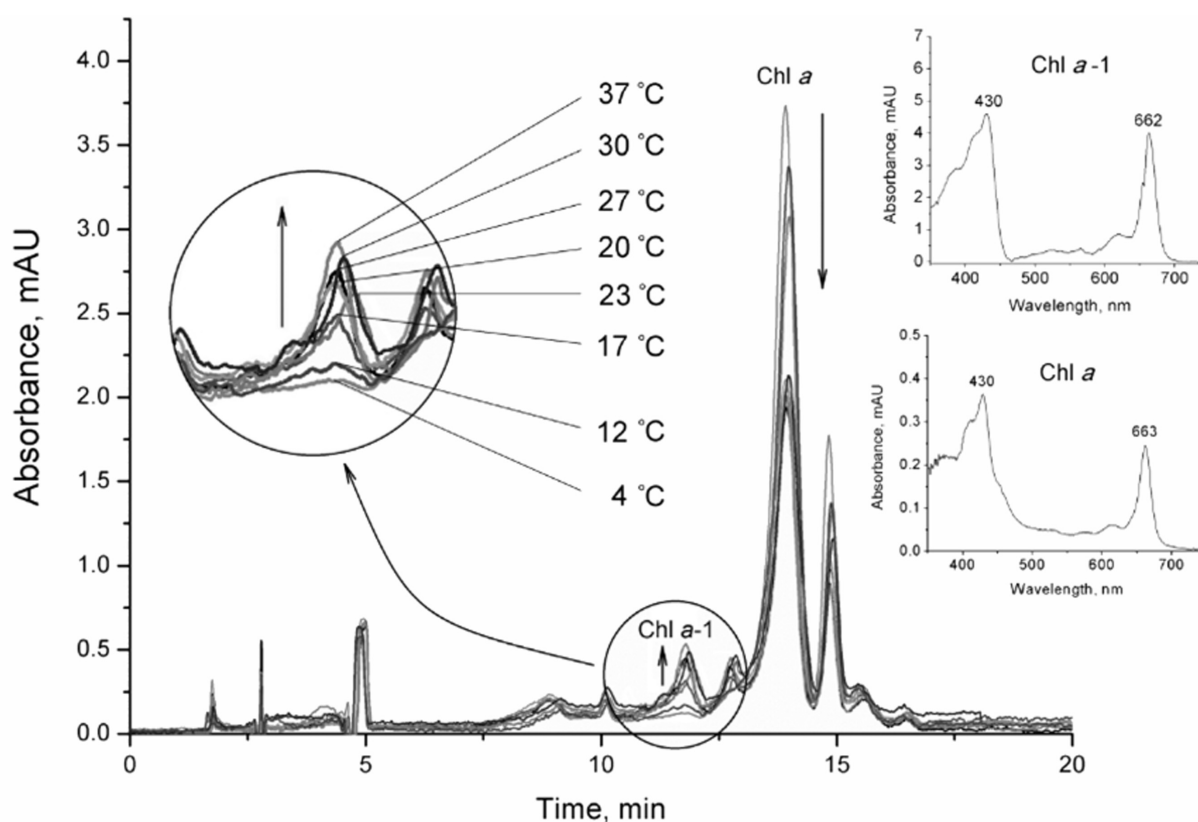 4.0
3.5
3.0
2.5
2.0
1.5
1.0
0.5
0.0
Absorbance, mAU
0
5
10
15
20
Time, min
37 °C
30 °C
27 °C
20 °C
23 °C
17 °C
12 °C
4 °C
Chl a
Chl a-1
Chl a -1
430
662
7
6
5
4
3
2
1
0
Absorbance, mAU
400
500
600
700
Wavelength, nm
Chl a
430
663
0.5
0.4
0.3
0.2
0.1
0.0
Absorbance, mAU
400
500
600
700
Wavelength, nm